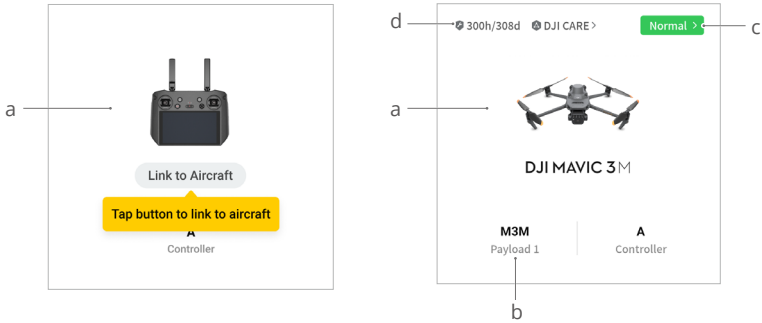 a
Link to Aircraft
Tap button to link to aircraft
A
Controller
d
300h/308d DJI CARE >
Normal >
c
a
DJI MAVIC 3M
M3M
Payload 1
A
Controller
b